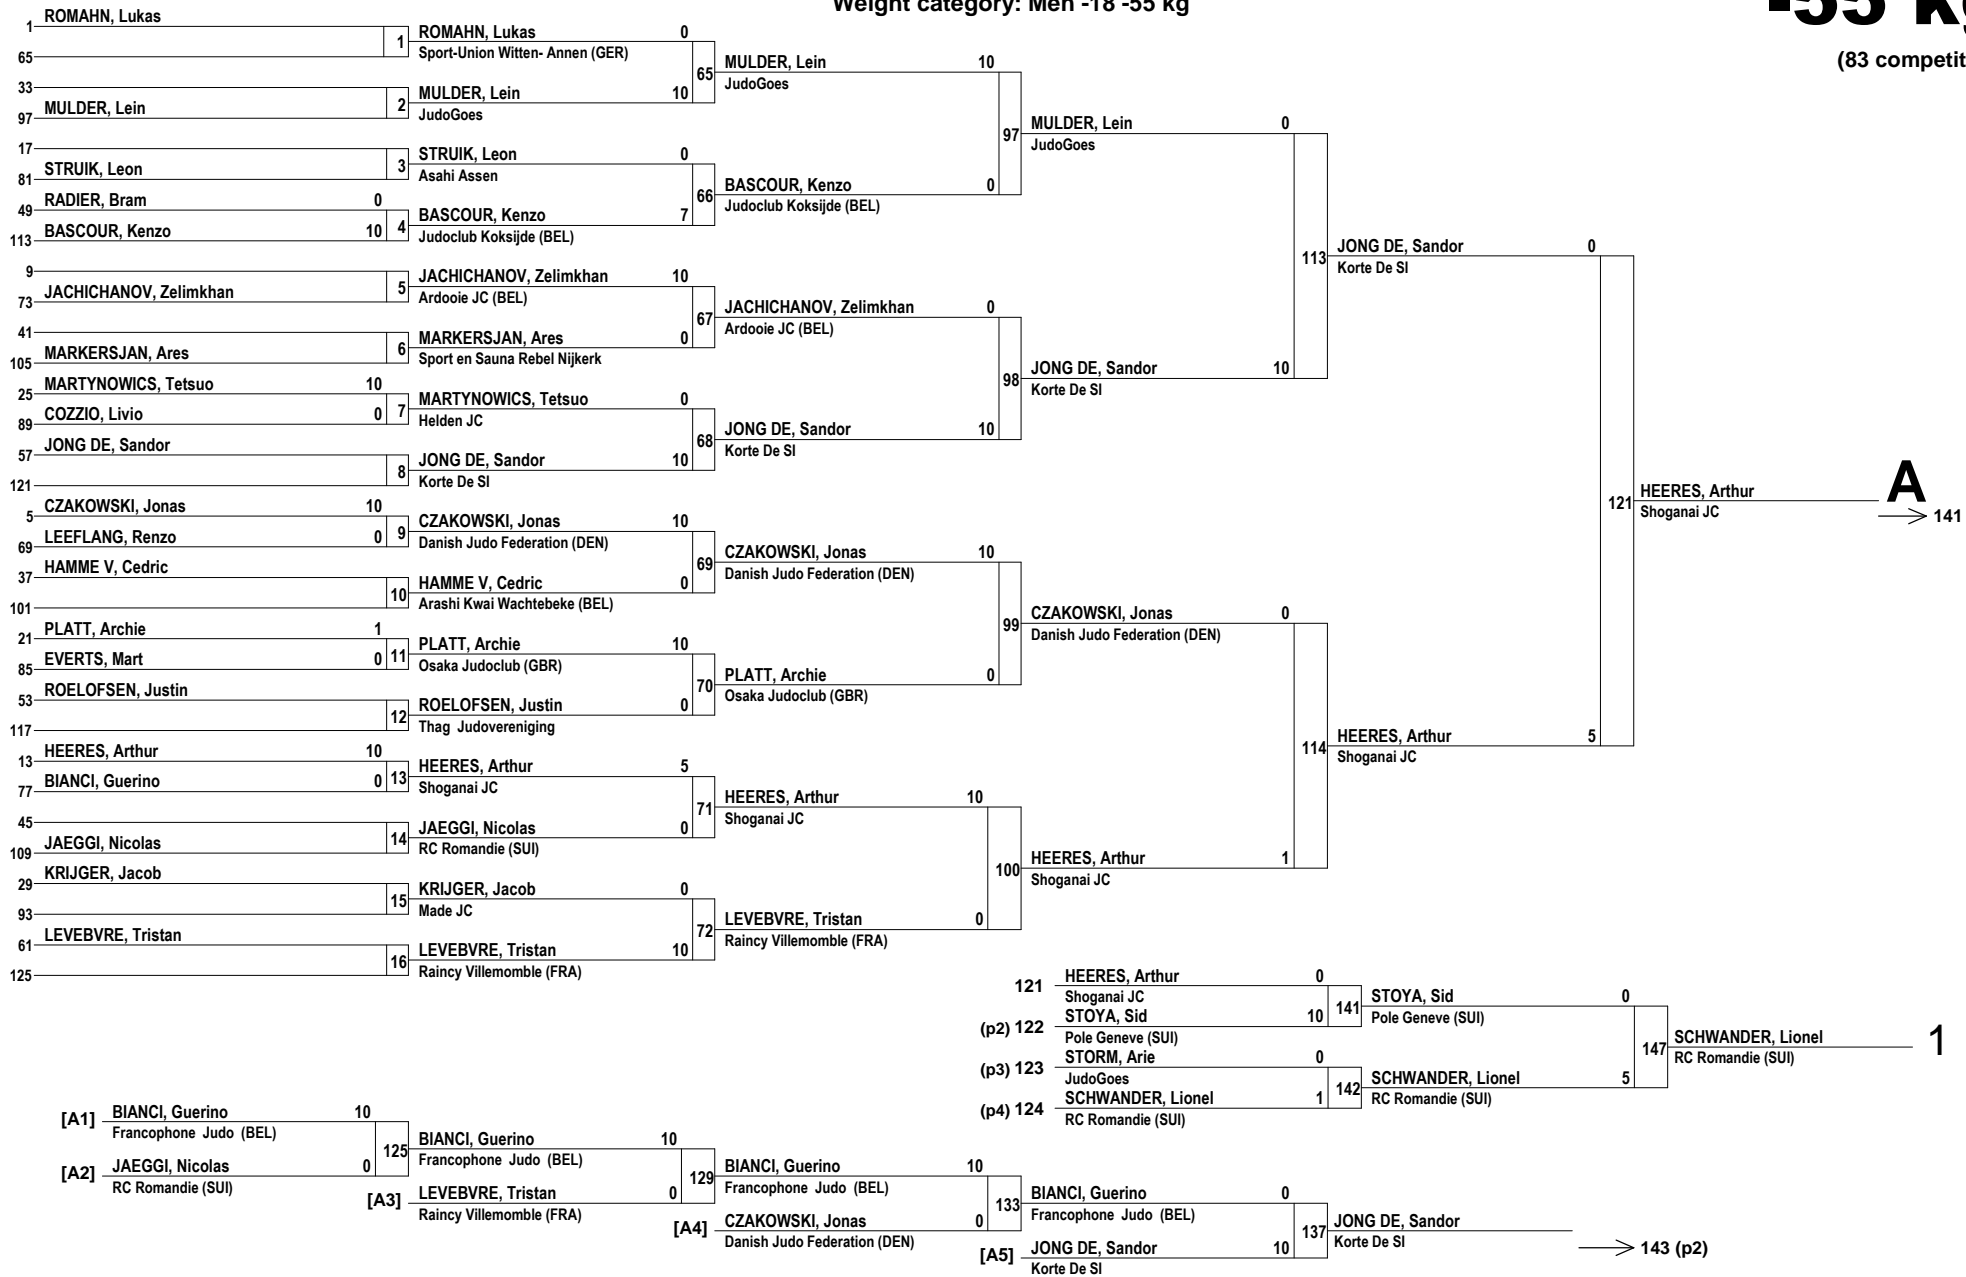 Weight category: Men -18 -55 kg
-55 kg
(83 competit
1 ROMAHN, Lukas
65
1
33
97 MULDER, Lein
2
17
81 STRUIK, Leon
3
49 RADIER, Bram 0
113 BASCOUR, Kenzo 10
4
9
73 JACHICHANOV, Zelimkhan
5
41
105 MARKERSJAN, Ares
6
25 MARTYNOWICS, Tetsuo 10
89 COZZIO, Livio 0
7
57 JONG DE, Sandor
121
8
5 CZAKOWSKI, Jonas 10
69 LEEFLANG, Renzo 0
9
37 HAMME V, Cedric
101
10
21 PLATT, Archie 1
85 EVERTS, Mart 0
11
53 ROELOFSEN, Justin
117
12
13 HEERES, Arthur 10
77 BIANCI, Guerino 0
13
45
109 JAEGGI, Nicolas
14
29 KRIJGER, Jacob
93
15
61 LEVEBVRE, Tristan
125
16
ROMAHN, Lukas 0
Sport-Union Witten- Annen (GER)
65
MULDER, Lein 10
JudoGoes
STRUIK, Leon 0
Asahi Assen
66
BASCOUR, Kenzo 7
Judoclub Koksijde (BEL)
JACHICHANOV, Zelimkhan 10
Ardooie JC (BEL)
67
MARKERSJAN, Ares 0
Sport en Sauna Rebel Nijkerk
MARTYNOWICS, Tetsuo 0
Helden JC
68
JONG DE, Sandor 10
Korte De SI
CZAKOWSKI, Jonas 10
Danish Judo Federation (DEN)
69
HAMME V, Cedric 0
Arashi Kwai Wachtebeke (BEL)
PLATT, Archie 10
Osaka Judoclub (GBR)
70
ROELOFSEN, Justin 0
Thag Judovereniging
HEERES, Arthur 5
Shoganai JC
71
JAEGGI, Nicolas 0
RC Romandie (SUI)
KRIJGER, Jacob 0
Made JC
72
LEVEBVRE, Tristan 10
Raincy Villemomble (FRA)
MULDER, Lein 10
JudoGoes
97
BASCOUR, Kenzo 0
Judoclub Koksijde (BEL)
JACHICHANOV, Zelimkhan 0
Ardooie JC (BEL)
98
JONG DE, Sandor 10
Korte De SI
CZAKOWSKI, Jonas 10
Danish Judo Federation (DEN)
99
PLATT, Archie 0
Osaka Judoclub (GBR)
HEERES, Arthur 10
Shoganai JC
100
LEVEBVRE, Tristan 0
Raincy Villemomble (FRA)
MULDER, Lein 0
JudoGoes
113
JONG DE, Sandor 10
Korte De SI
CZAKOWSKI, Jonas 0
Danish Judo Federation (DEN)
114
HEERES, Arthur 1
Shoganai JC
JONG DE, Sandor 0
Korte De SI
121
HEERES, Arthur 5
Shoganai JC
HEERES, Arthur
Shoganai JC
A
141
121 HEERES, Arthur 0
Shoganai JC
141
(p2) 122 STOYA, Sid 10
Pole Geneve (SUI)
(p3) 123 STORM, Arie 0
JudoGoes
142
(p4) 124 SCHWANDER, Lionel 1
RC Romandie (SUI)
STOYA, Sid 0
Pole Geneve (SUI)
147
SCHWANDER, Lionel 5
RC Romandie (SUI)
SCHWANDER, Lionel
RC Romandie (SUI)
1
[A1] BIANCI, Guerino 10
Francophone Judo (BEL)
125
[A2] JAEGGI, Nicolas 0
RC Romandie (SUI)
BIANCI, Guerino 10
Francophone Judo (BEL)
129
[A3] LEVEBVRE, Tristan 0
Raincy Villemomble (FRA)
BIANCI, Guerino 10
Francophone Judo (BEL)
133
[A4] CZAKOWSKI, Jonas 0
Danish Judo Federation (DEN)
BIANCI, Guerino 0
Francophone Judo (BEL)
137
[A5] JONG DE, Sandor 10
Korte De SI
JONG DE, Sandor
Korte De SI
143 (p2)